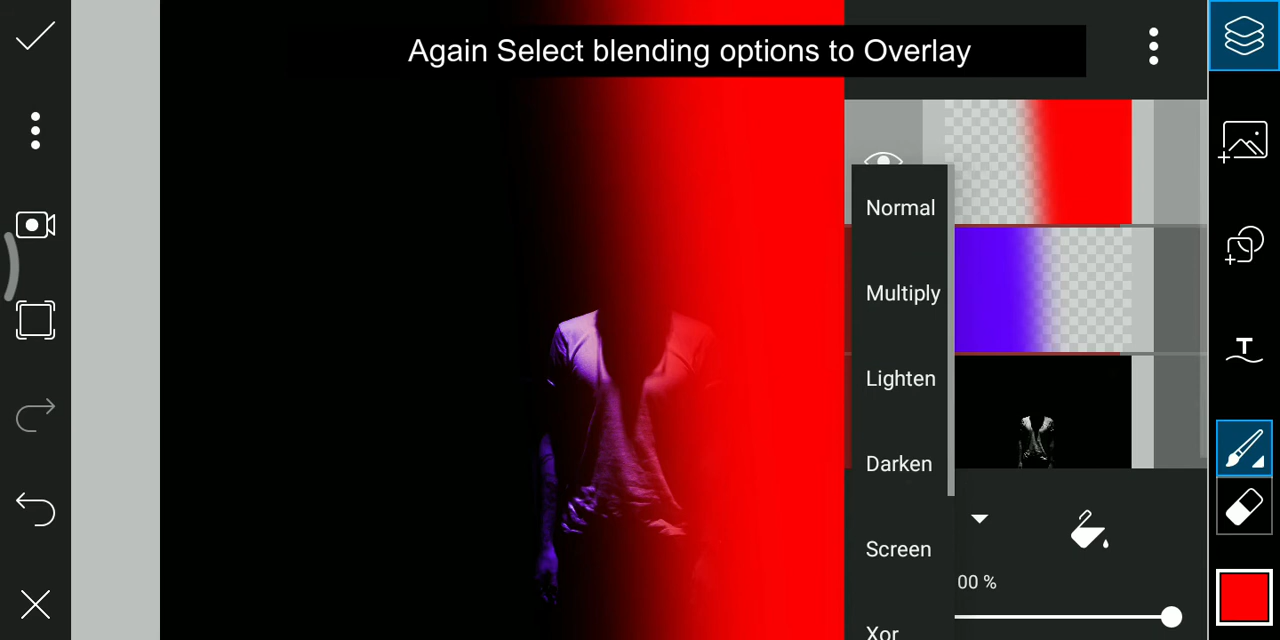 Again Select blending options to Overlay
Normal
Multiply
Lighten
Darken
Screen
00 %
Xor
T